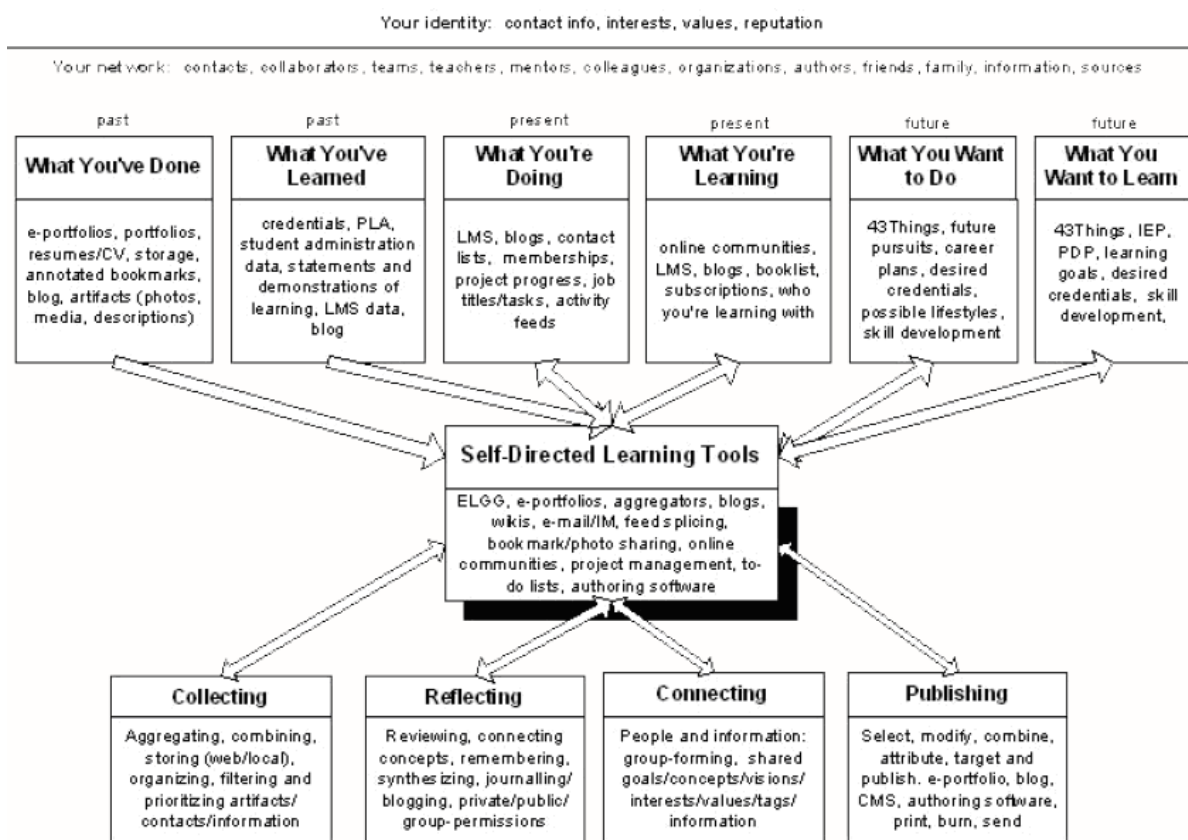 Your identity: contact info, interests, values, reputation
Your network: contacts, collaborators, teams, teachers, mentors, colleagues, organizations, authors, friends, family, information, sources
past
past
present
present
future
future
What You've Done
e-portfolios, portfolios,
resumes/CV, storage,
annotated bookmarks,
blog, artifacts (photos,
media, descriptions)
What You've
Learned
credentials, PLA,
student administration
data, statements and
demonstrations of
learning, LMS data,
blog
What You're
Doing
LMS, blogs, contact
lists, memberships,
project progress, job
titles/tasks, activity
feeds
What You're
Learning
online communities,
LMS, blogs, booklist,
subscriptions, who
you're learning with
What You Want
to Do
43Things, future
pursuits, career
plans, desired
credentials,
possible lifestyles,
skill development
What You
Want to Learn
43Things, IEP,
PDP, learning
goals, desired
credentials, skill
development,
Self-Directed Learning Tools
ELGG, e-portfolios, aggregators, blogs,
wikis, e-mail/IM, feed splicing,
bookmark/photo sharing, online
communities, project management, to-
do lists, authoring software
Collecting
Aggregating, combining,
storing (web/local),
organizing, filtering and
prioritizing artifacts/
contacts/information
Reflecting
Reviewing, connecting
concepts, remembering,
synthesizing, journalling/
blogging, private/public/
group-permissions
Connecting
People and information:
group-forming, shared
goals/concepts/visions/
interests/values/tags/
information
Publishing
Select, modify, combine,
attribute, target and
publish. e-portfolio, blog,
CMS, authoring software,
print, burn, send